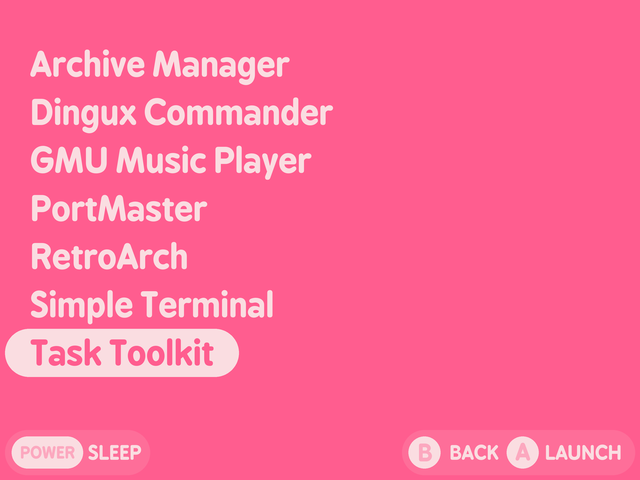 Archive Manager
Dingux Commander
GMU Music Player
PortMaster
RetroArch
Simple Terminal
Task Toolkit
POWER SLEEP B BACK A LAUNCH